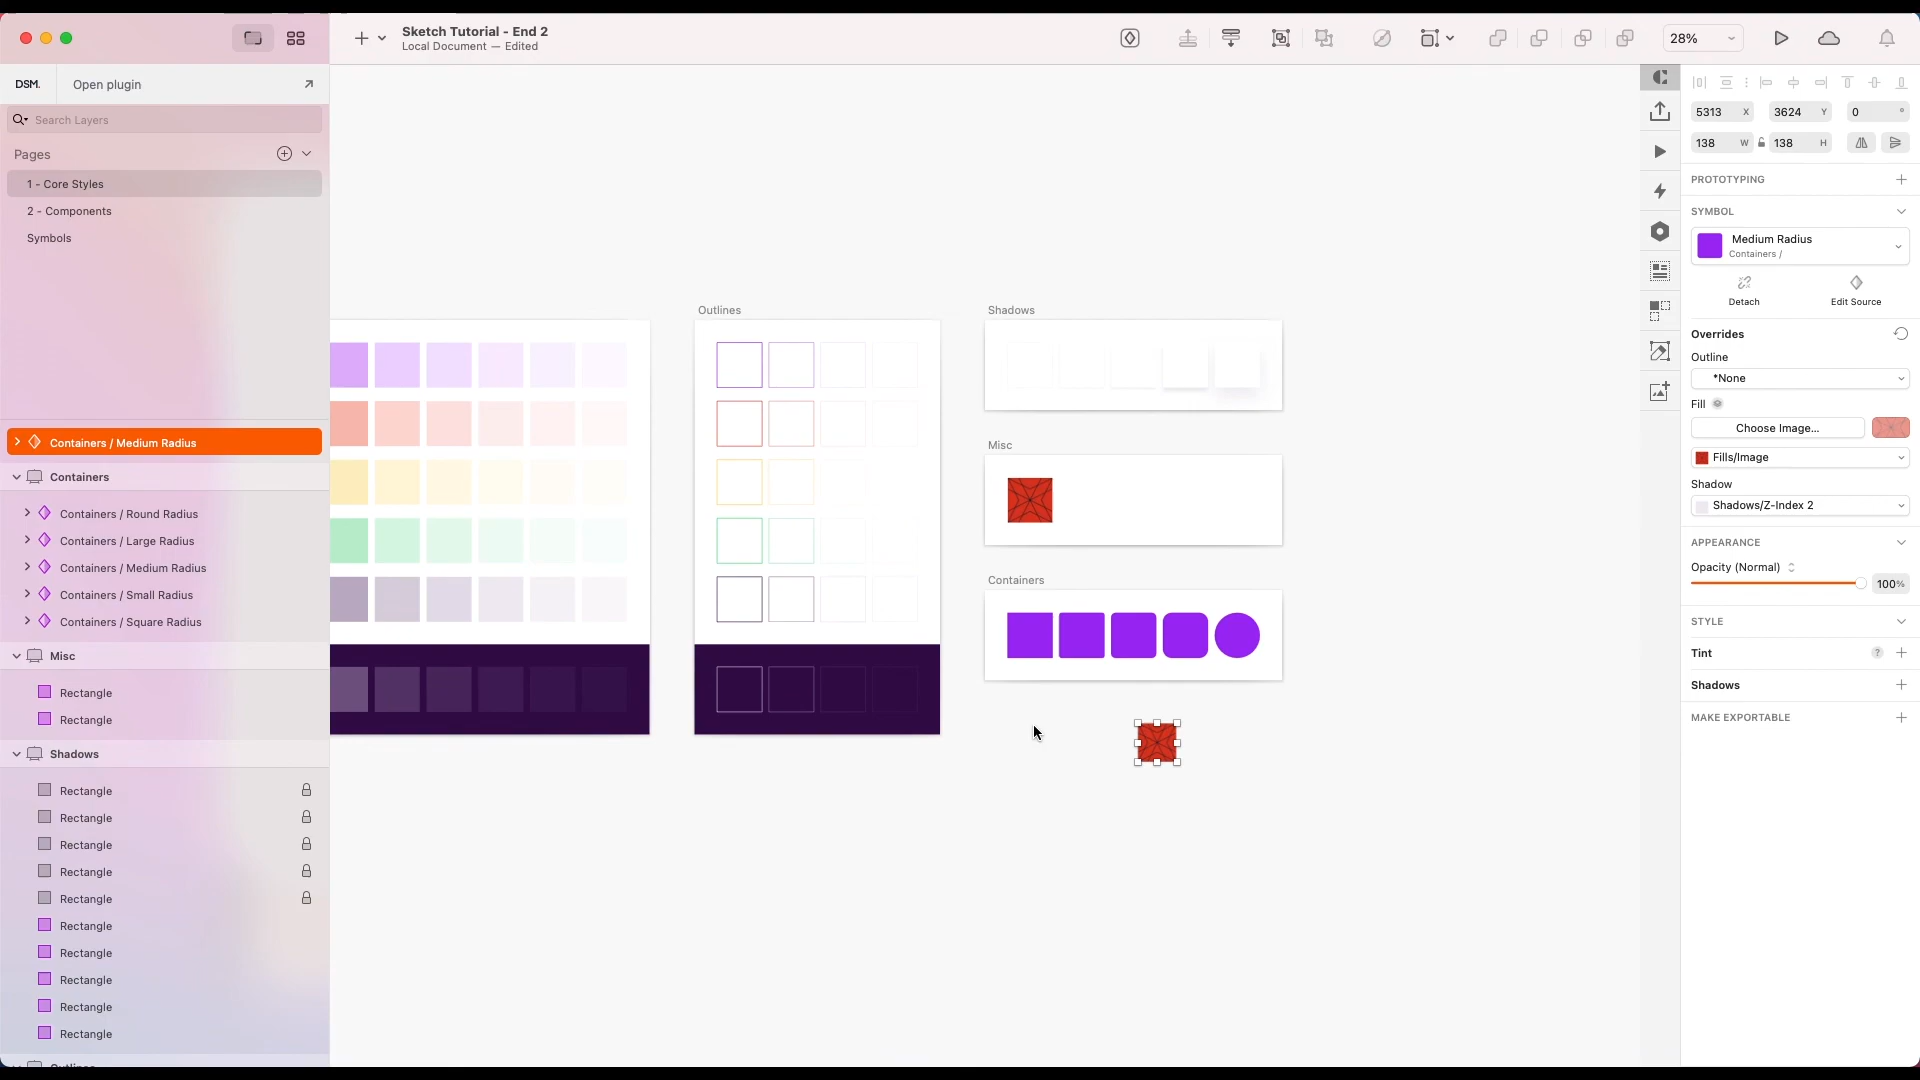 Sketch Tutorial - End 2
Local Document — Edited
28%
DSM.
Open plugin
Search Layers
Pages
1 - Core Styles
2 - Components
Symbols
Containers / Medium Radius
Containers
Containers / Round Radius
Containers / Large Radius
Containers / Medium Radius
Containers / Small Radius
Containers / Square Radius
Misc
Rectangle
Rectangle
Shadows
Rectangle
Rectangle
Rectangle
Rectangle
Rectangle
Rectangle
Rectangle
Rectangle
Rectangle
Rectangle
Outlines
Shadows
Misc
Containers
5313 X
3624 Y
0 °
138 W
138 H
PROTOTYPING
SYMBOL
Medium Radius
Containers /
Detach
Edit Source
Overrides
Outline
*None
Fill
Choose Image...
Fills/Image
Shadow
Shadows/Z-Index 2
APPEARANCE
Opacity (Normal)
100%
STYLE
Tint
?
Shadows
MAKE EXPORTABLE